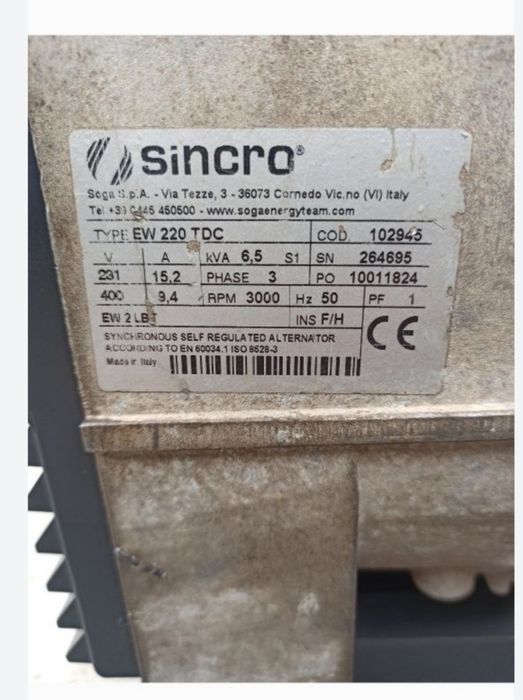 sincro®
Soga S.p.A. - Via Tezze, 3 - 36073 Cornedo Vic.no (VI) Italy
Tel +39 0445 450500 - www.sogaenergyteam.com
TYPE EW 220 TDC COD. 102945
V A kVA 6,5 S1 SN 264695
231 15,2 PHASE 3 PO 10011824
400 9,4 RPM 3000 Hz 50 PF 1
EW 2 LBT INS F/H CE
SYNCHRONOUS SELF REGULATED ALTERNATOR
ACCORDING TO EN 60034.1 ISO 8528-3
Made in Italy